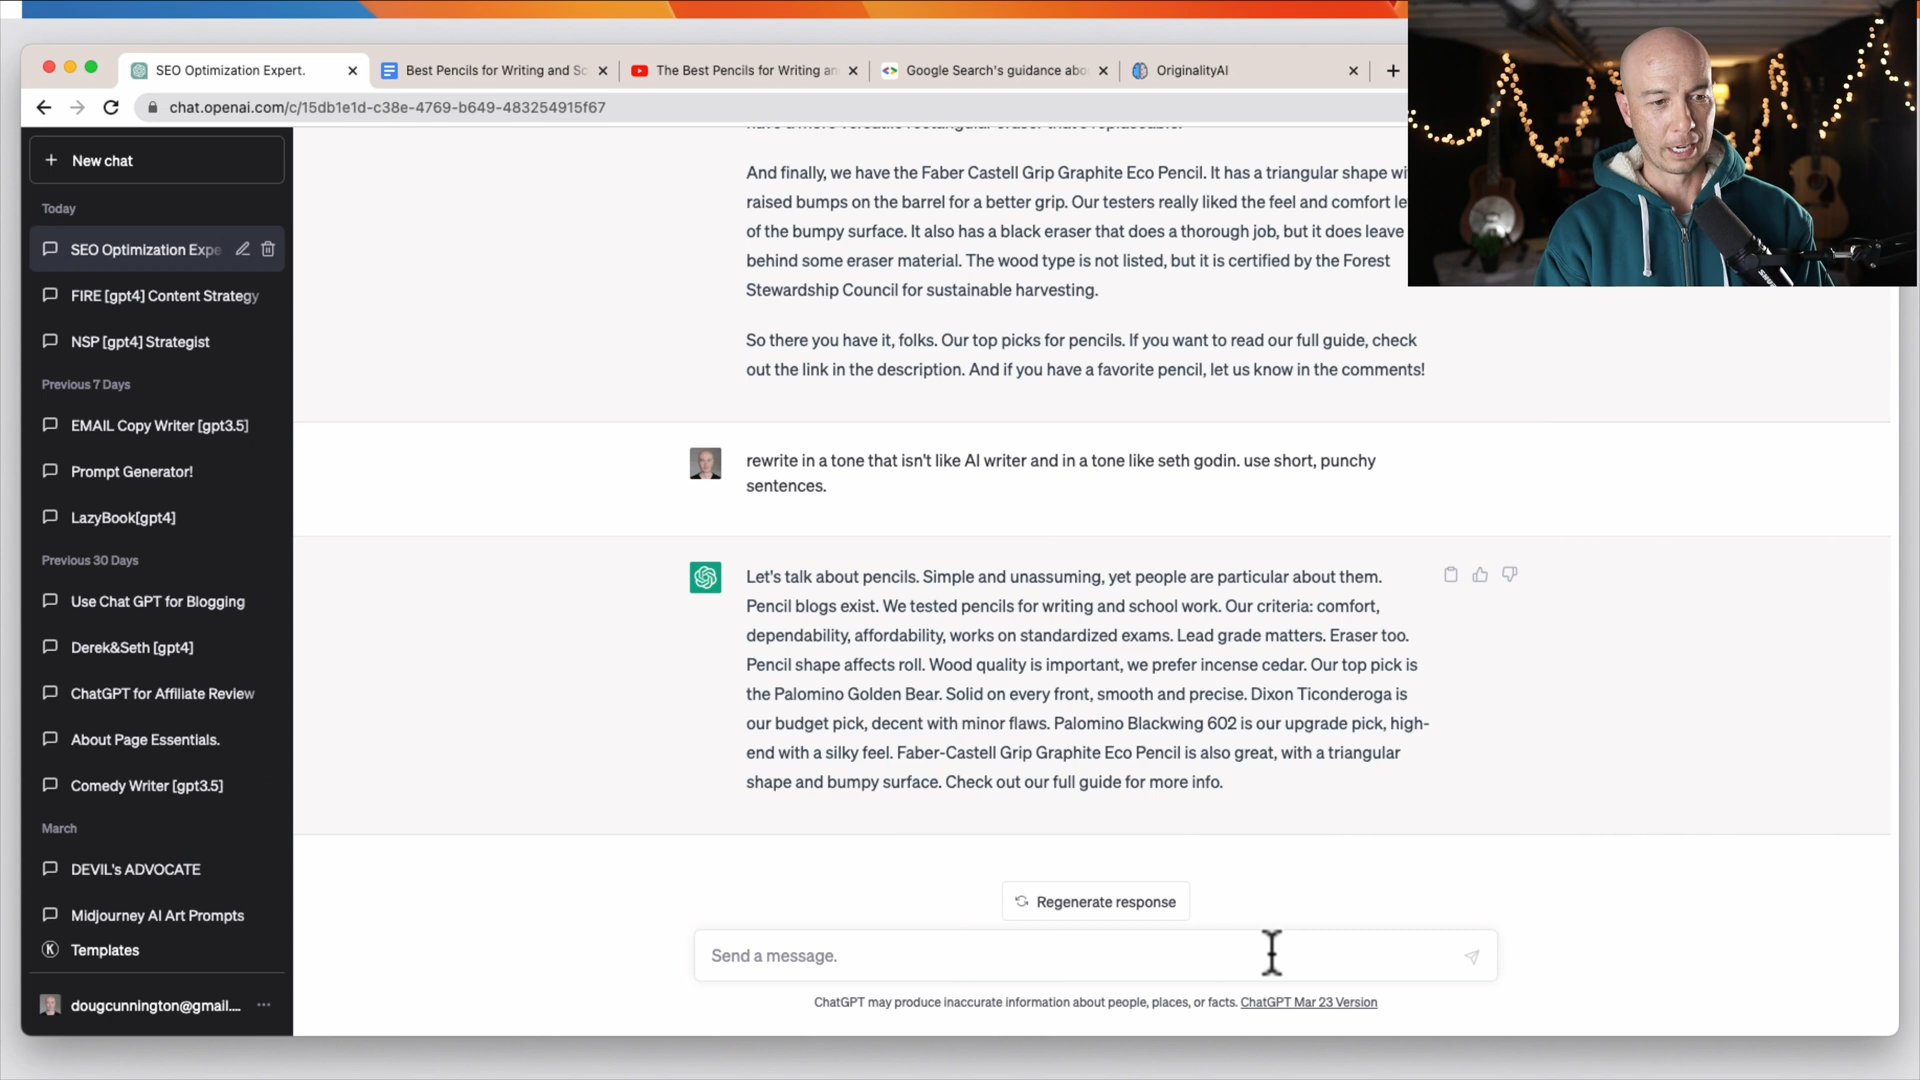 SEO Optimization Expert.
Best Pencils for Writing and Sc
The Best Pencils for Writing an
Google Search's guidance abo
OriginalityAI
chat.openai.com/c/15db1e1d-c38e-4769-b649-483254915f67
New chat
Today
SEO Optimization Expe
FIRE [gpt4] Content Strategy
NSP [gpt4] Strategist
Previous 7 Days
EMAIL Copy Writer [gpt3.5]
Prompt Generator!
LazyBook[gpt4]
Previous 30 Days
Use Chat GPT for Blogging
Derek&Seth [gpt4]
ChatGPT for Affiliate Review
About Page Essentials.
Comedy Writer [gpt3.5]
March
DEVIL's ADVOCATE
Midjourney AI Art Prompts
Templates
dougcunnington@gmail....
And finally, we have the Faber Castell Grip Graphite Eco Pencil. It has a triangular shape wi
raised bumps on the barrel for a better grip. Our testers really liked the feel and comfort le
of the bumpy surface. It also has a black eraser that does a thorough job, but it does leave
behind some eraser material. The wood type is not listed, but it is certified by the Forest
Stewardship Council for sustainable harvesting.
So there you have it, folks. Our top picks for pencils. If you want to read our full guide, check
out the link in the description. And if you have a favorite pencil, let us know in the comments!
rewrite in a tone that isn't like AI writer and in a tone like seth godin. use short, punchy
sentences.
Let's talk about pencils. Simple and unassuming, yet people are particular about them.
Pencil blogs exist. We tested pencils for writing and school work. Our criteria: comfort,
dependability, affordability, works on standardized exams. Lead grade matters. Eraser too.
Pencil shape affects roll. Wood quality is important, we prefer incense cedar. Our top pick is
the Palomino Golden Bear. Solid on every front, smooth and precise. Dixon Ticonderoga is
our budget pick, decent with minor flaws. Palomino Blackwing 602 is our upgrade pick, high-
end with a silky feel. Faber-Castell Grip Graphite Eco Pencil is also great, with a triangular
shape and bumpy surface. Check out our full guide for more info.
Regenerate response
Send a message.
ChatGPT may produce inaccurate information about people, places, or facts. ChatGPT Mar 23 Version